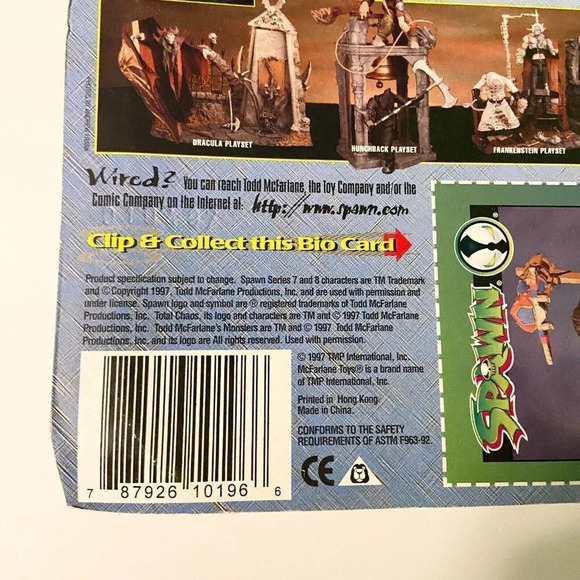 DRACULA PLAYSET
HUNCHBACK PLAYSET
FRANKENSTEIN PLAYSET
Wired? You can reach Todd McFarlane, the Toy Company and/or the
Comic Company on the Internet at: http://www.spawn.com
Clip & Collect this Bio Card
Product specification subject to change. Spawn Series 7 and 8 characters are TM Trademark
and © Copyright 1997, Todd McFarlane Productions, Inc. and are used with permission and
under license. Spawn logo and symbol are ® registered trademarks of Todd McFarlane
Productions, Inc. Total Chaos, its logo and characters are TM and © 1997 Todd McFarlane
Productions, Inc. Todd McFarlane's Monsters are TM and © 1997 Todd McFarlane
Productions, Inc. and its logo are All rights reserved. Used with permission.
© 1997 TMP International, Inc.
McFarlane Toys® is a brand name
of TMP International, Inc.
Printed in Hong Kong.
Made in China.
CONFORMS TO THE SAFETY
REQUIREMENTS OF ASTM F963-92.
CE
7 87926 10196 6
SPAWN